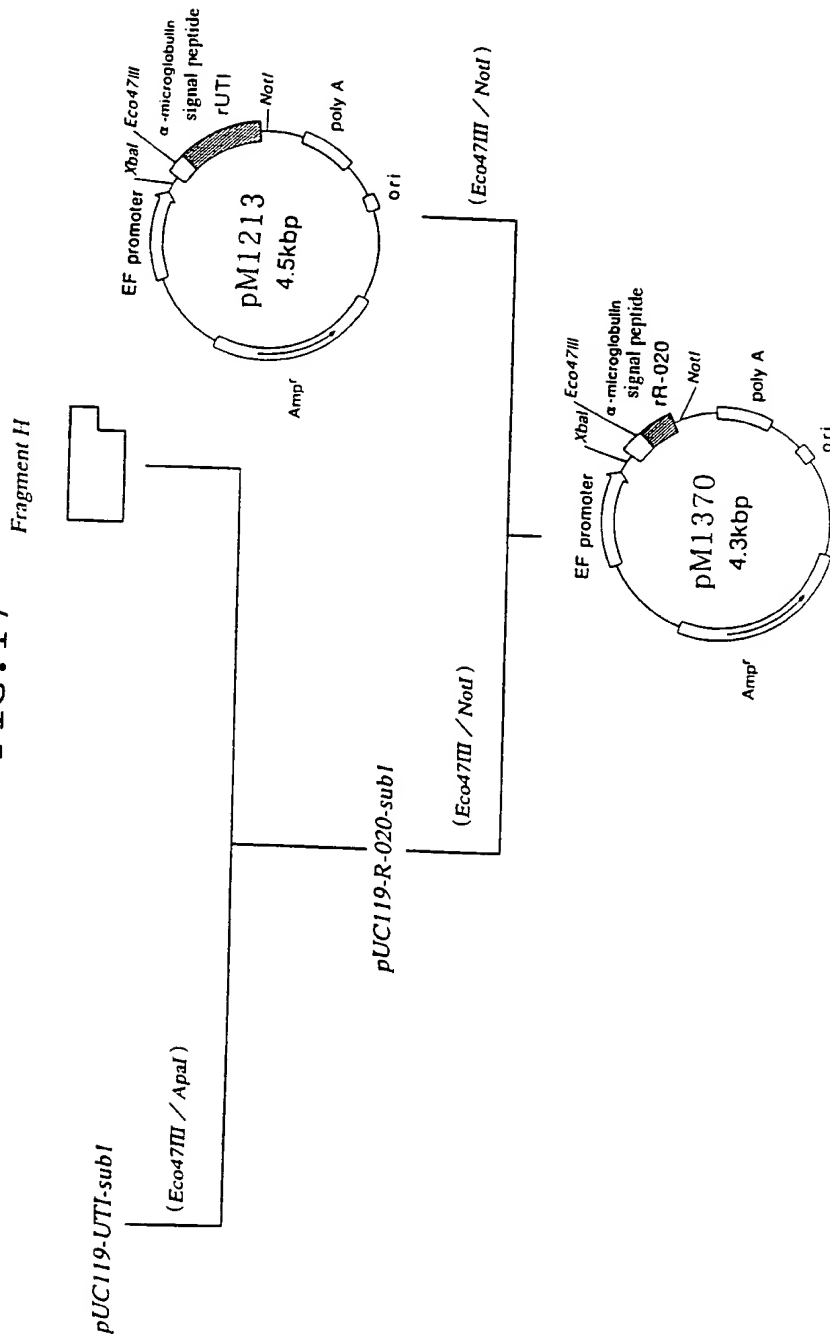 Fragment H
pUC119-UTI-sub1
(Eco47III / ApaI)
pUC119-R-020-sub1
(Eco47III / NotI)
(Eco47III / NotI)
EF promoter
XbaI
Eco47III
α-microglobulin
signal peptide
rUTI
NotI
poly A
ori
Ampʳ
pM1213
4.5kbp
EF promoter
XbaI
Eco47III
α-microglobulin
signal peptide
rR-020
NotI
poly A
ori
Ampʳ
pM1370
4.3kbp